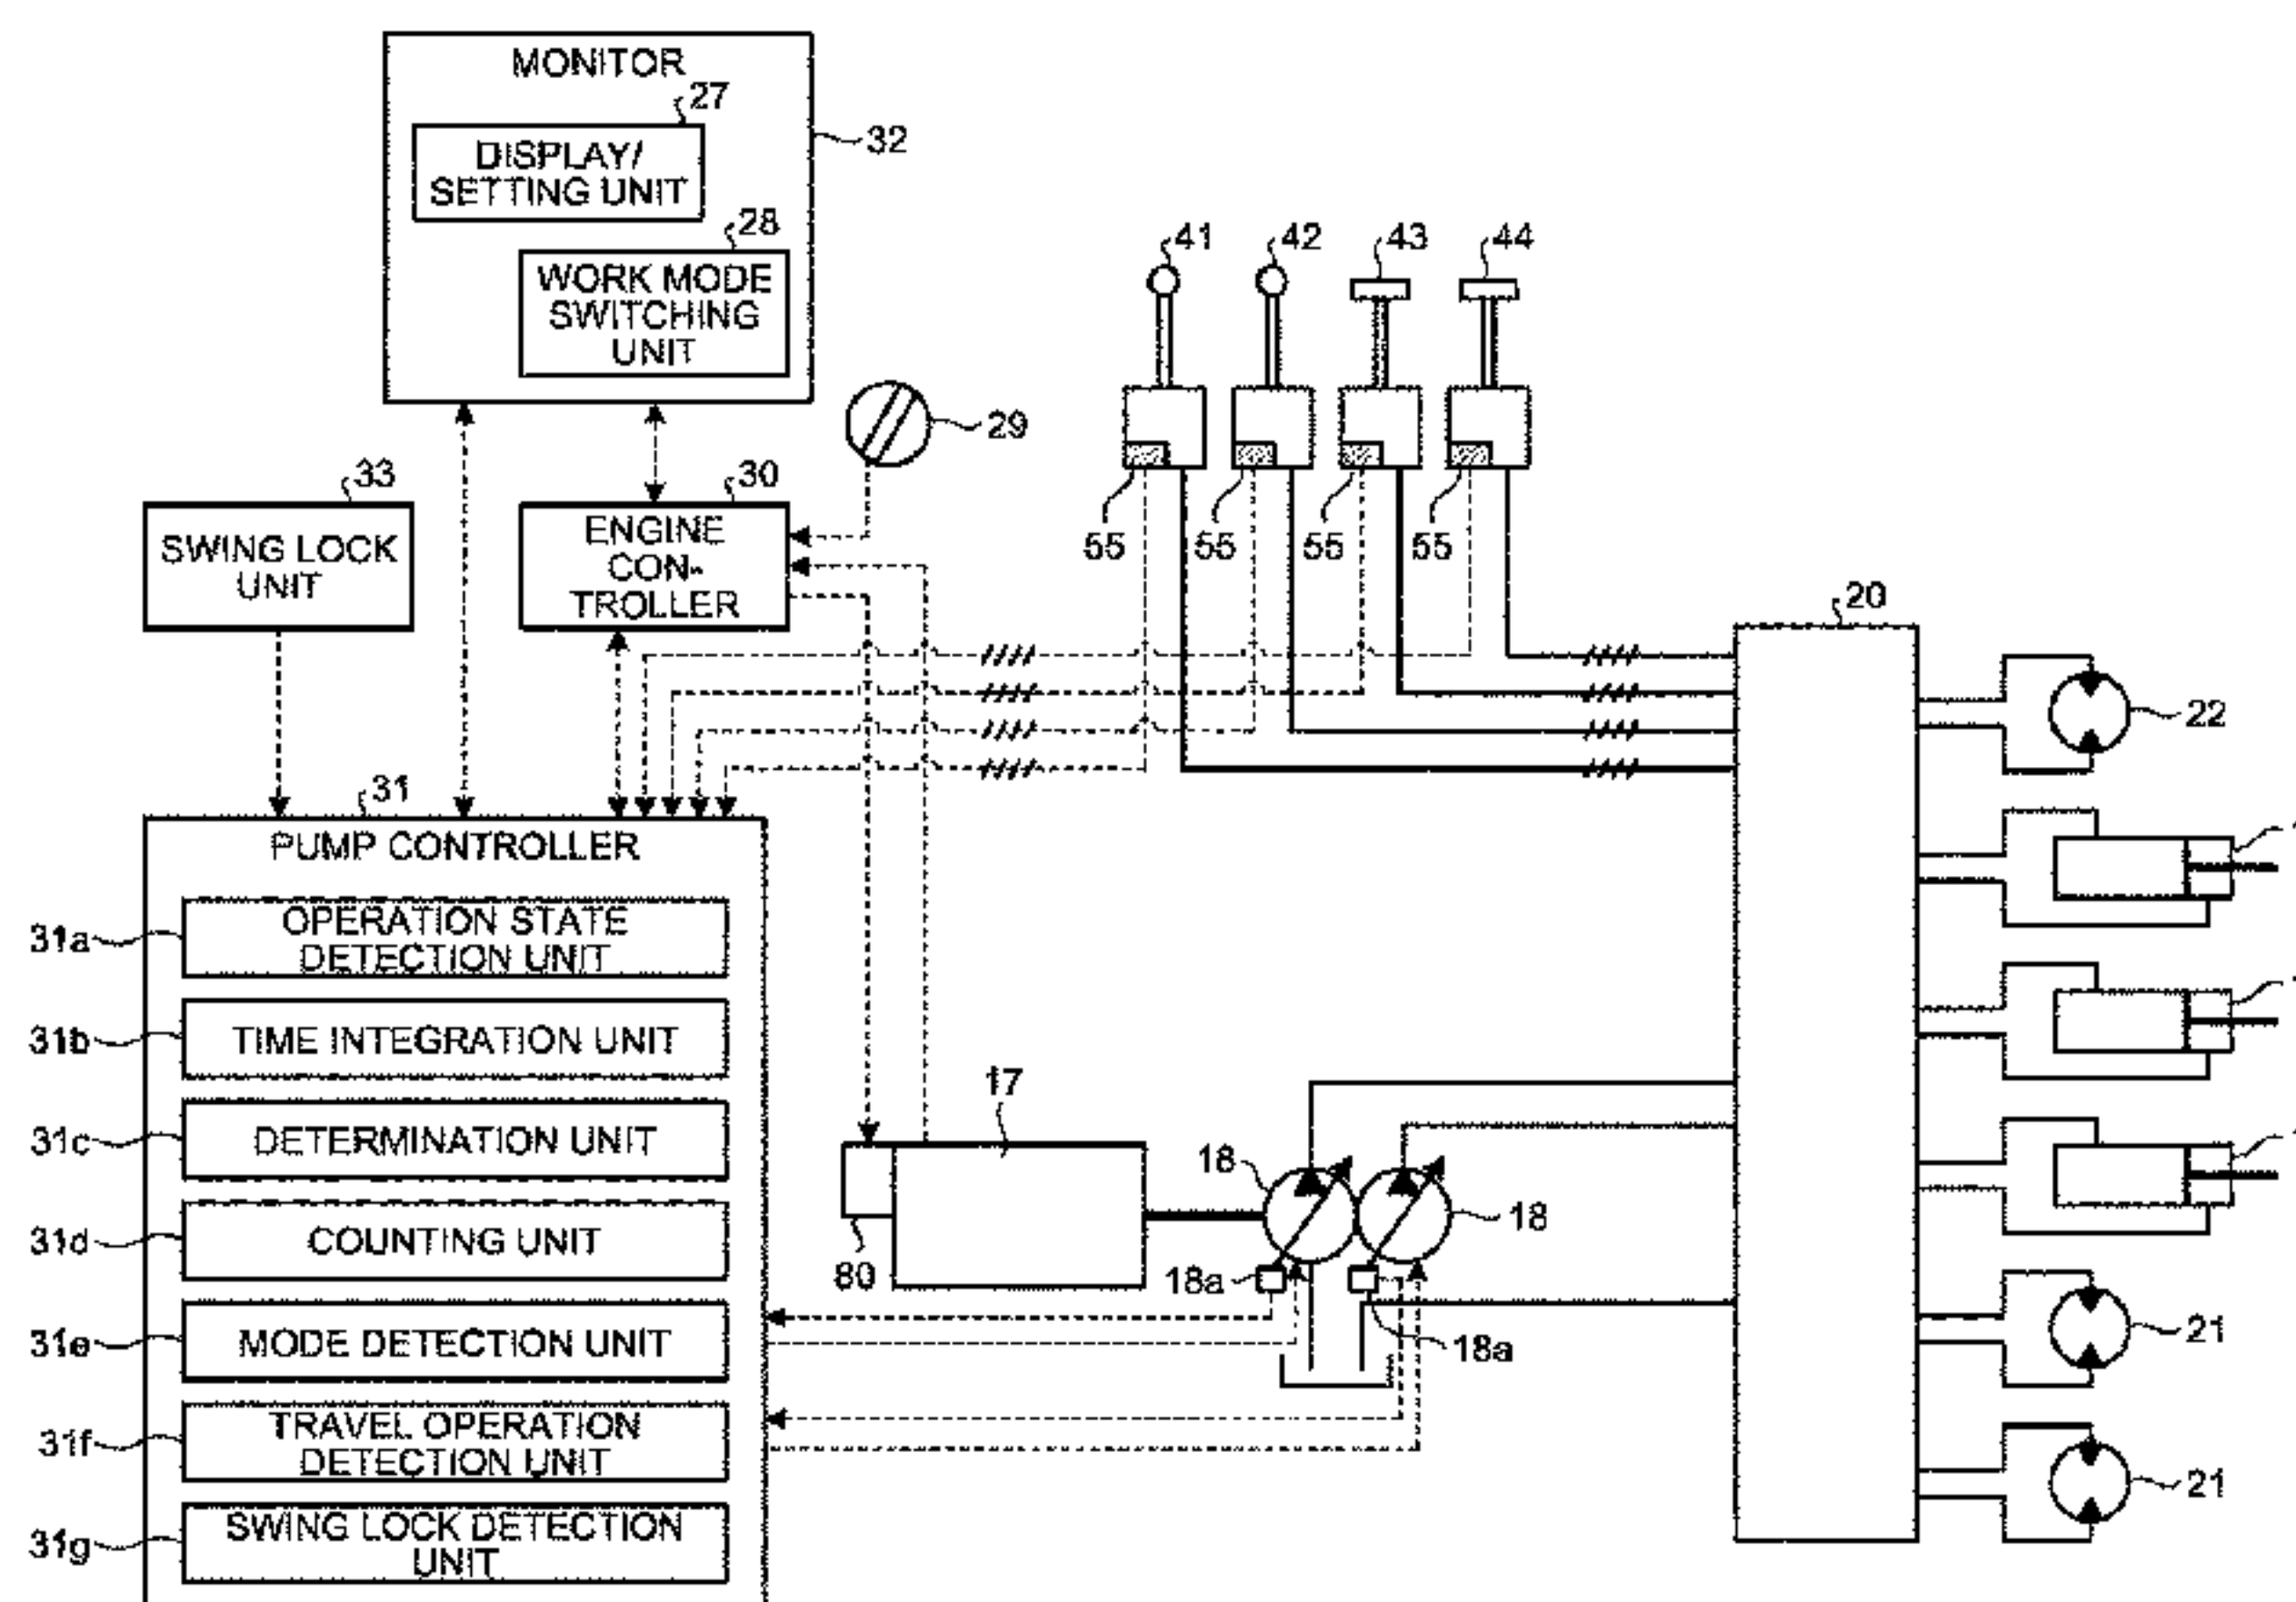 MONITOR
27
DISPLAY/
SETTING UNIT
32
28
WORK MODE
SWITCHING
UNIT
41
42
43
44
29
33
SWING LOCK
UNIT
30
ENGINE
CON-
TROLLER
55
55
55
55
20
22
31
PUMP CONTROLLER
31a
OPERATION STATE
DETECTION UNIT
31b
TIME INTEGRATION UNIT
31c
DETERMINATION UNIT
31d
COUNTING UNIT
31e
MODE DETECTION UNIT
31f
TRAVEL OPERATION
DETECTION UNIT
31g
SWING LOCK DETECTION
UNIT
17
80
18
18
18a
18a
21
21